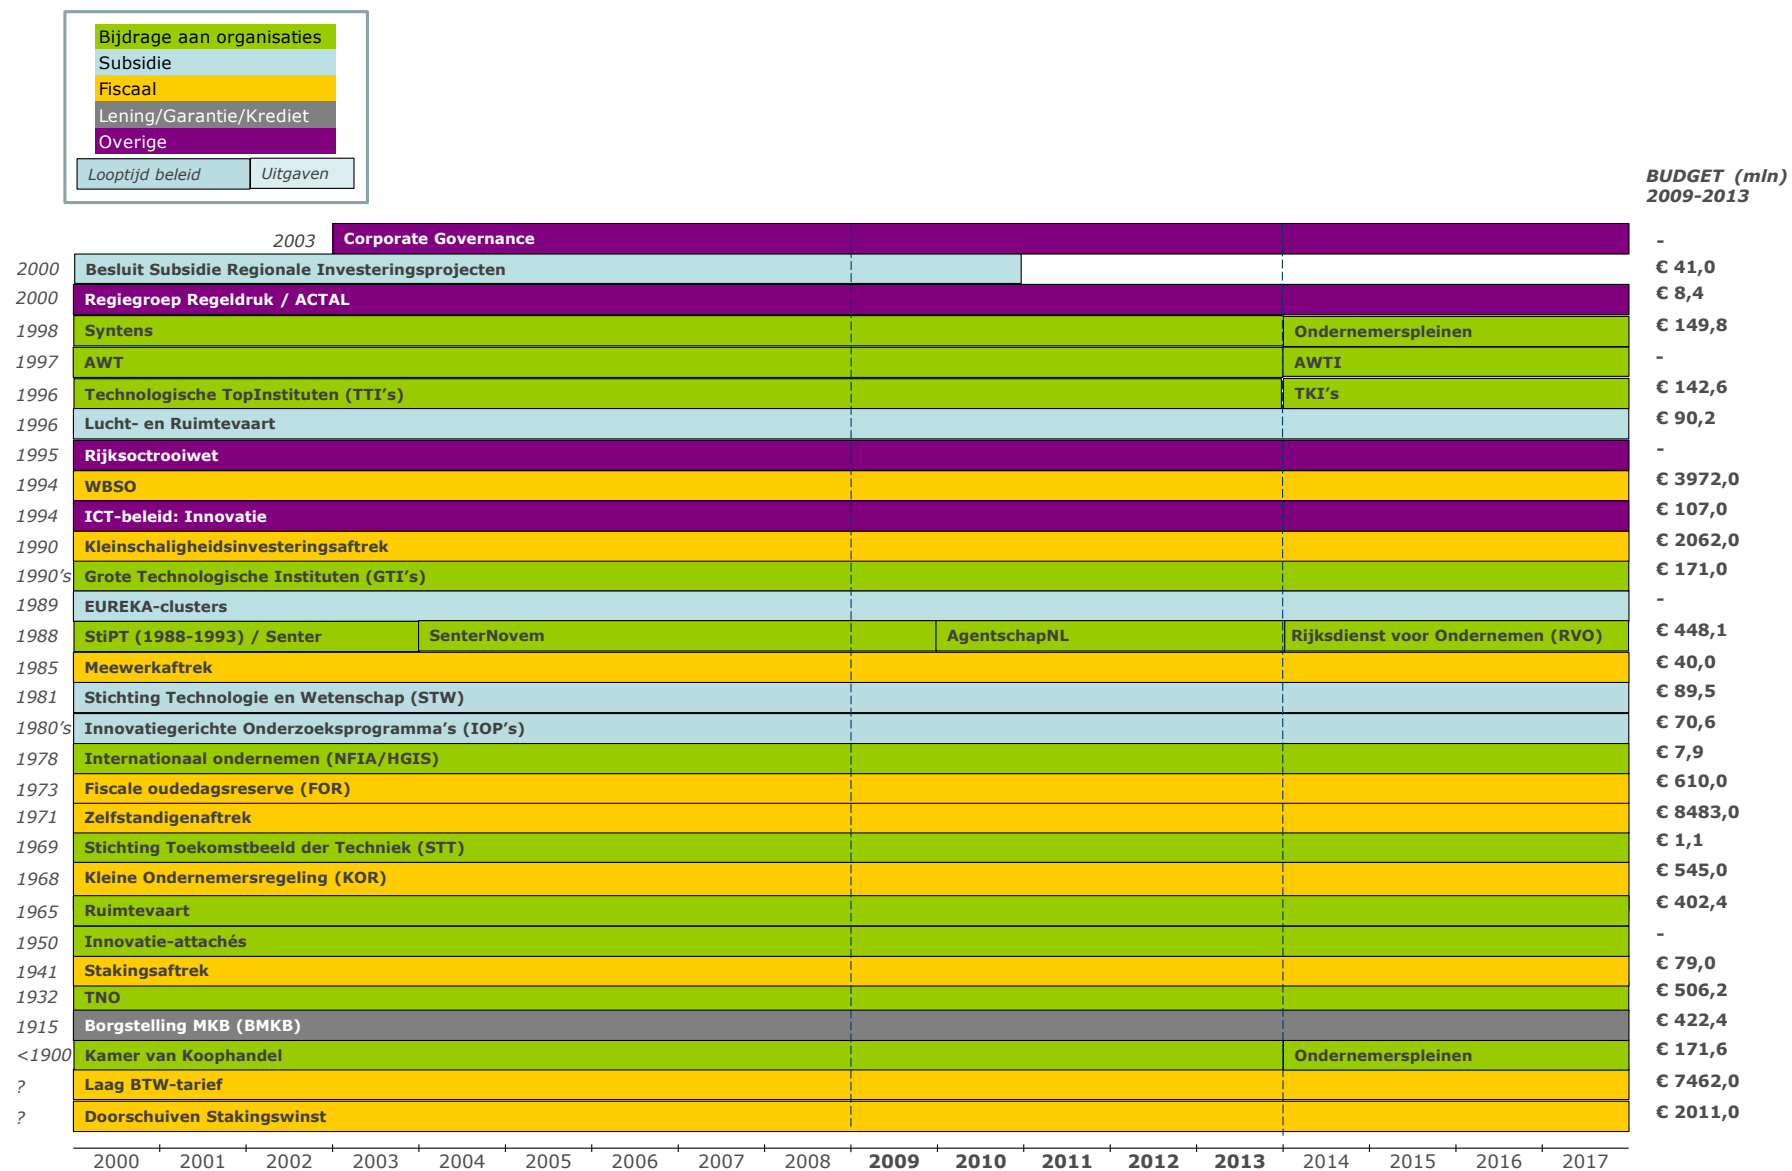 Bijdrage aan organisaties
Subsidie
Fiscaal
Lening/Garantie/Krediet
Overige
Looptijd beleid Uitgaven
BUDGET (mln)
2009-2013
2003 Corporate Governance -
2000 Besluit Subsidie Regionale Investeringsprojecten € 41,0
2000 Regiegroep Regeldruk / ACTAL € 8,4
1998 Syntens Ondernemerspleinen € 149,8
1997 AWT AWTI -
1996 Technologische TopInstituten (TTI’s) TKI’s € 142,6
1996 Lucht- en Ruimtevaart € 90,2
1995 Rijksoctrooiwet -
1994 WBSO € 3972,0
1994 ICT-beleid: Innovatie € 107,0
1990 Kleinschaligheidsinvesteringsaftrek € 2062,0
1990’s Grote Technologische Instituten (GTI’s) € 171,0
1989 EUREKA-clusters -
1988 StiPT (1988-1993) / Senter SenterNovem AgentschapNL Rijksdienst voor Ondernemen (RVO) € 448,1
1985 Meewerkaftrek € 40,0
1981 Stichting Technologie en Wetenschap (STW) € 89,5
1980’s Innovatiegerichte Onderzoeksprogramma’s (IOP’s) € 70,6
1978 Internationaal ondernemen (NFIA/HGIS) € 7,9
1973 Fiscale oudedagsreserve (FOR) € 610,0
1971 Zelfstandigenaftrek € 8483,0
1969 Stichting Toekomstbeeld der Techniek (STT) € 1,1
1968 Kleine Ondernemersregeling (KOR) € 545,0
1965 Ruimtevaart € 402,4
1950 Innovatie-attachés -
1941 Stakingsaftrek € 79,0
1932 TNO € 506,2
1915 Borgstelling MKB (BMKB) € 422,4
<1900 Kamer van Koophandel Ondernemerspleinen € 171,6
? Laag BTW-tarief € 7462,0
? Doorschuiven Stakingswinst € 2011,0
2000 2001 2002 2003 2004 2005 2006 2007 2008 2009 2010 2011 2012 2013 2014 2015 2016 2017